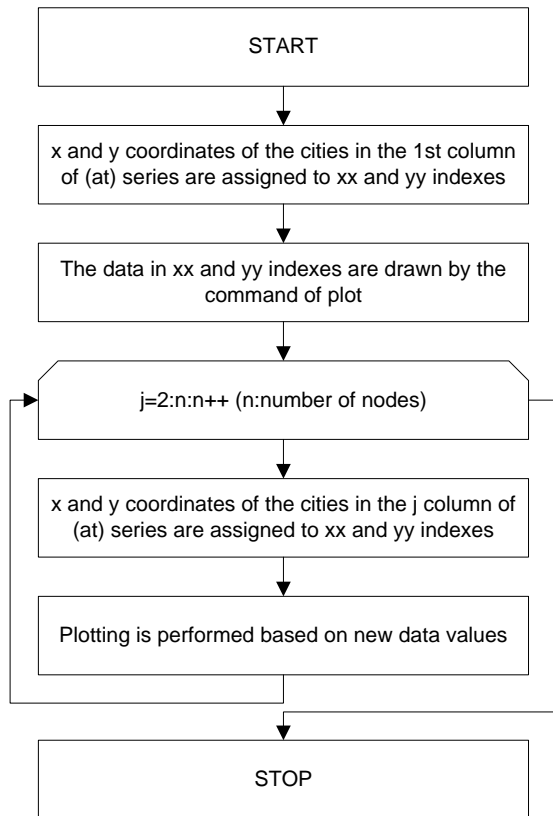 START
x and y coordinates of the cities in the 1st column
of (at) series are assigned to xx and yy indexes
The data in xx and yy indexes are drawn by the
command of plot
j=2:n:n++ (n:number of nodes)
x and y coordinates of the cities in the j column of
(at) series are assigned to xx and yy indexes
Plotting is performed based on new data values
STOP